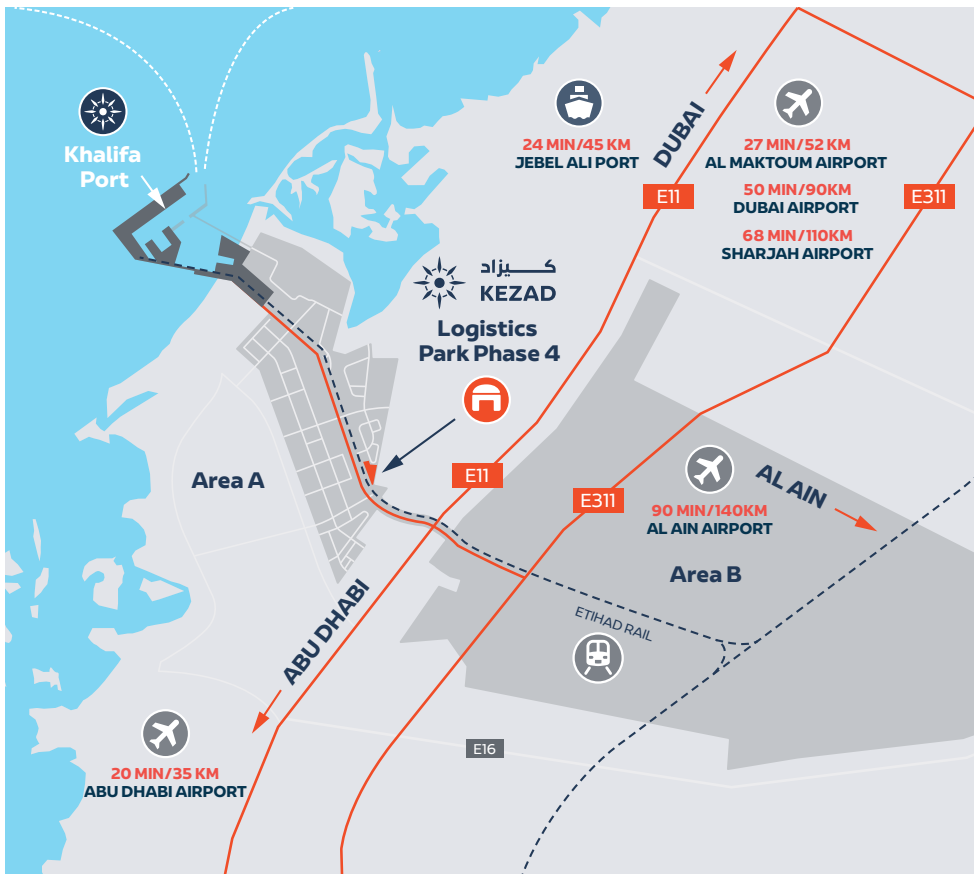 Khalifa
Port
24 MIN/45 KM
JEBEL ALI PORT
DUBAI
27 MIN/52 KM
AL MAKTOUM AIRPORT
50 MIN/90KM
DUBAI AIRPORT
68 MIN/110KM
SHARJAH AIRPORT
E11
E311
كيزاد
KEZAD
Logistics
Park Phase 4
Area A
E11
E311
AL AIN
90 MIN/140KM
AL AIN AIRPORT
Area B
ETIHAD RAIL
ABU DHABI
E16
20 MIN/35 KM
ABU DHABI AIRPORT